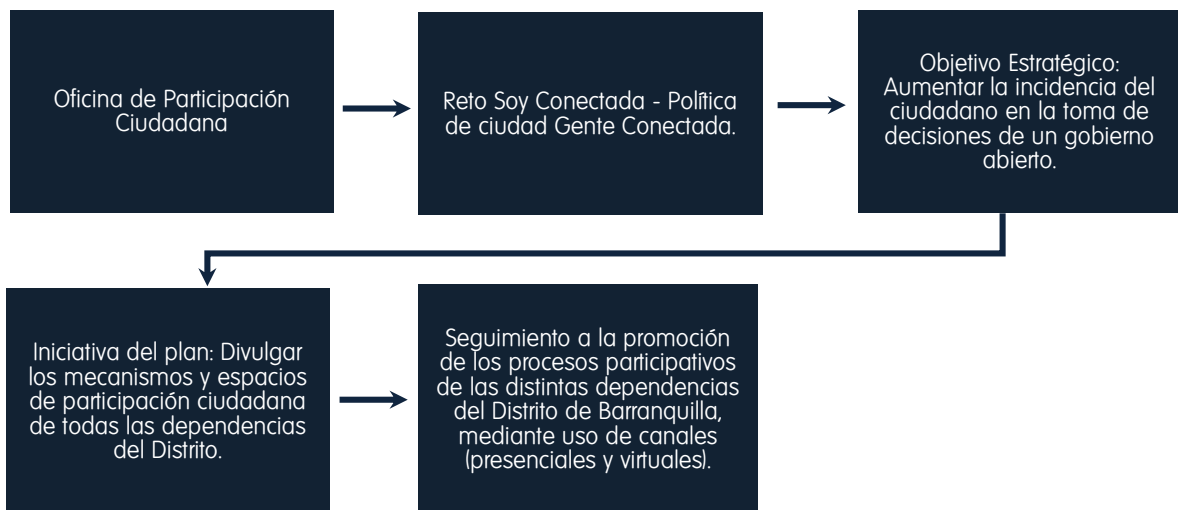 Oficina de Participación
Ciudadana
Reto Soy Conectada - Política
de ciudad Gente Conectada.
Objetivo Estratégico:
Aumentar la incidencia del
ciudadano en la toma de
decisiones de un gobierno
abierto.
Iniciativa del plan: Divulgar
los mecanismos y espacios
de participación ciudadana
de todas las dependencias
del Distrito.
Seguimiento a la promoción
de los procesos participativos
de las distintas dependencias
del Distrito de Barranquilla,
mediante uso de canales
(presenciales y virtuales).